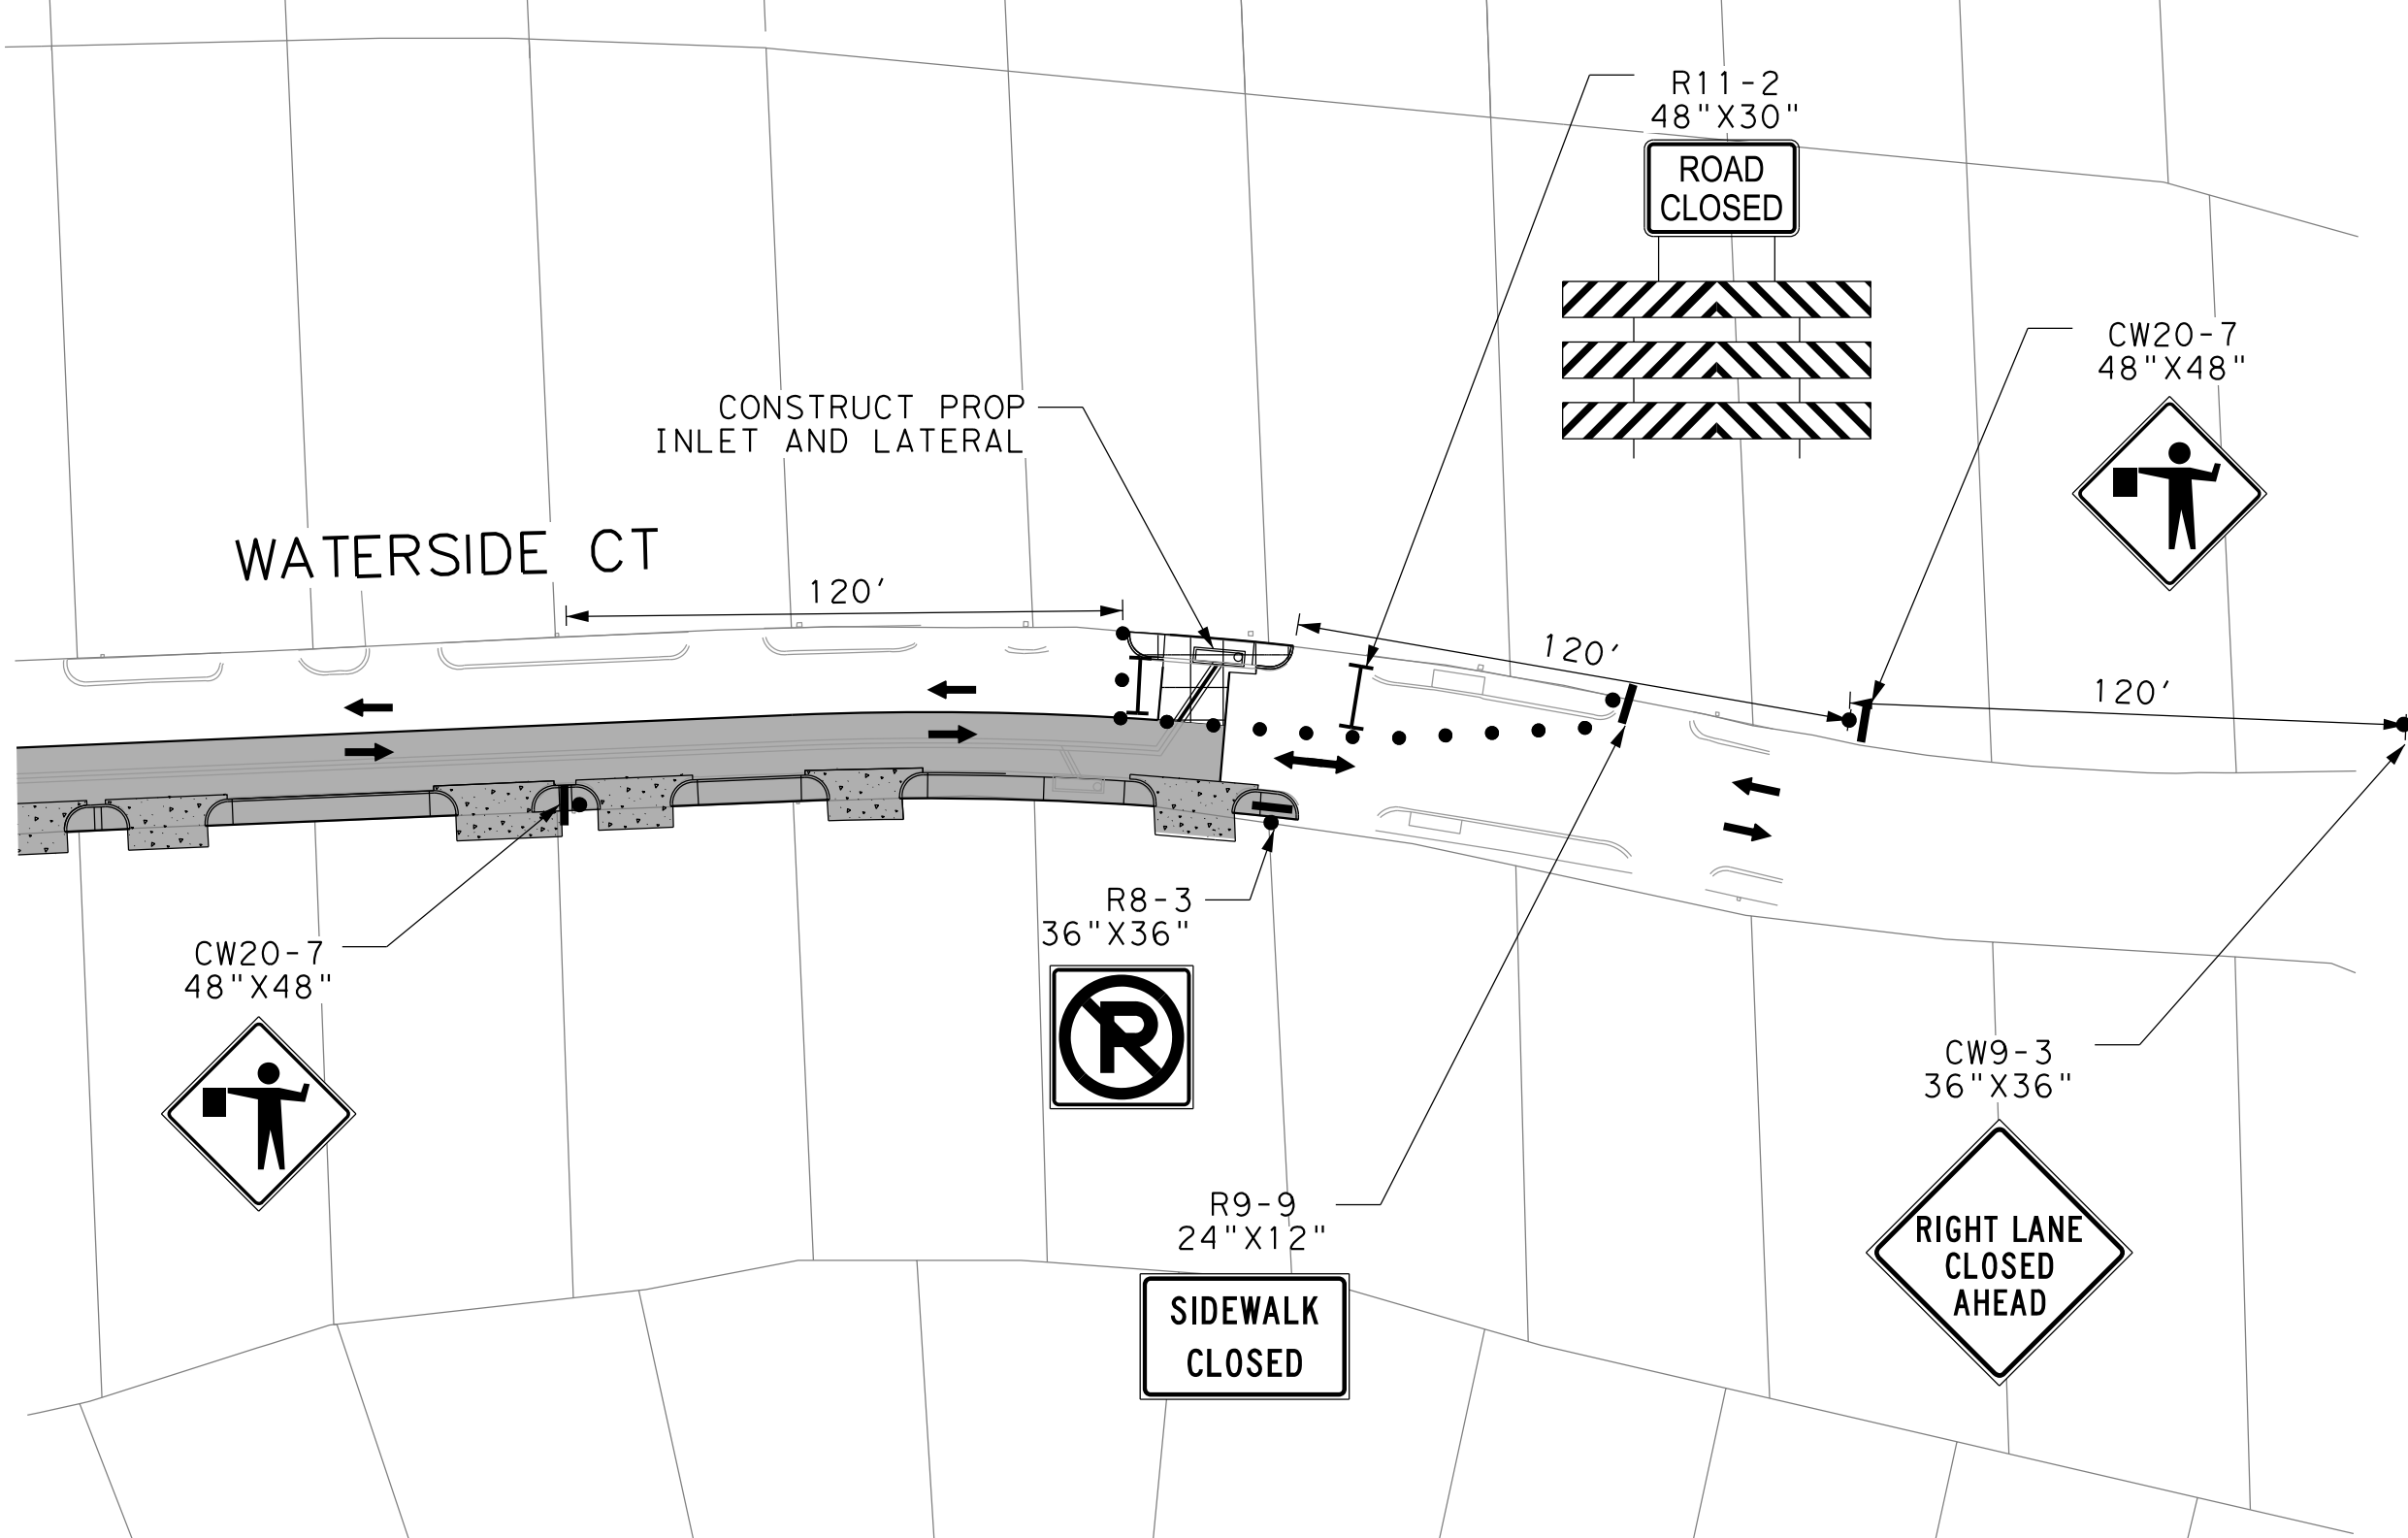 R11-2
48"X30"
ROAD
CLOSED
CW20-7
48"X48"
CONSTRUCT PROP
INLET AND LATERAL
WATERSIDE CT
120'
120'
120'
R8-3
36"X36"
P
CW20-7
48"X48"
CW9-3
36"X36"
RIGHT LANE
CLOSED
AHEAD
R9-9
24"X12"
SIDEWALK
CLOSED